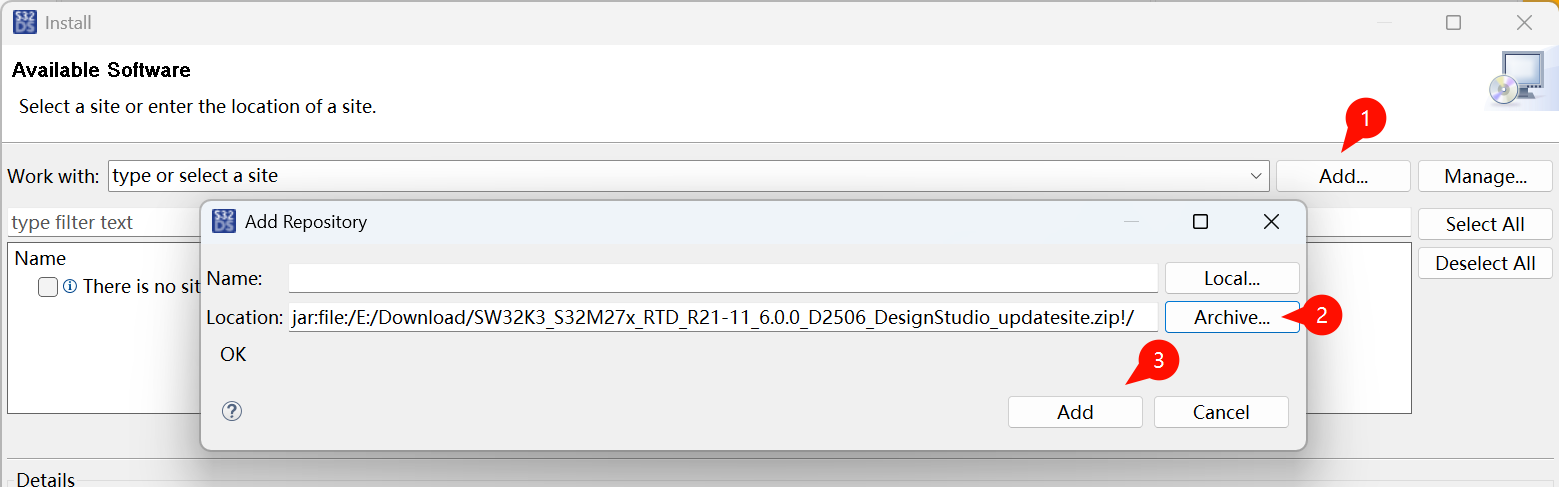 S32DS Install
Available Software
Select a site or enter the location of a site.
1
Work with: type or select a site Add... Manage...
type filter text Select All
S32DS Add Repository
Name Deselect All
There is no sit
Name: Local...
Location: jar:file:/E:/Download/SW32K3_S32M27x_RTD_R21-11_6.0.0_D2506_DesignStudio_updatesite.zip!/ Archive... 2
OK
3
? Add Cancel
Details